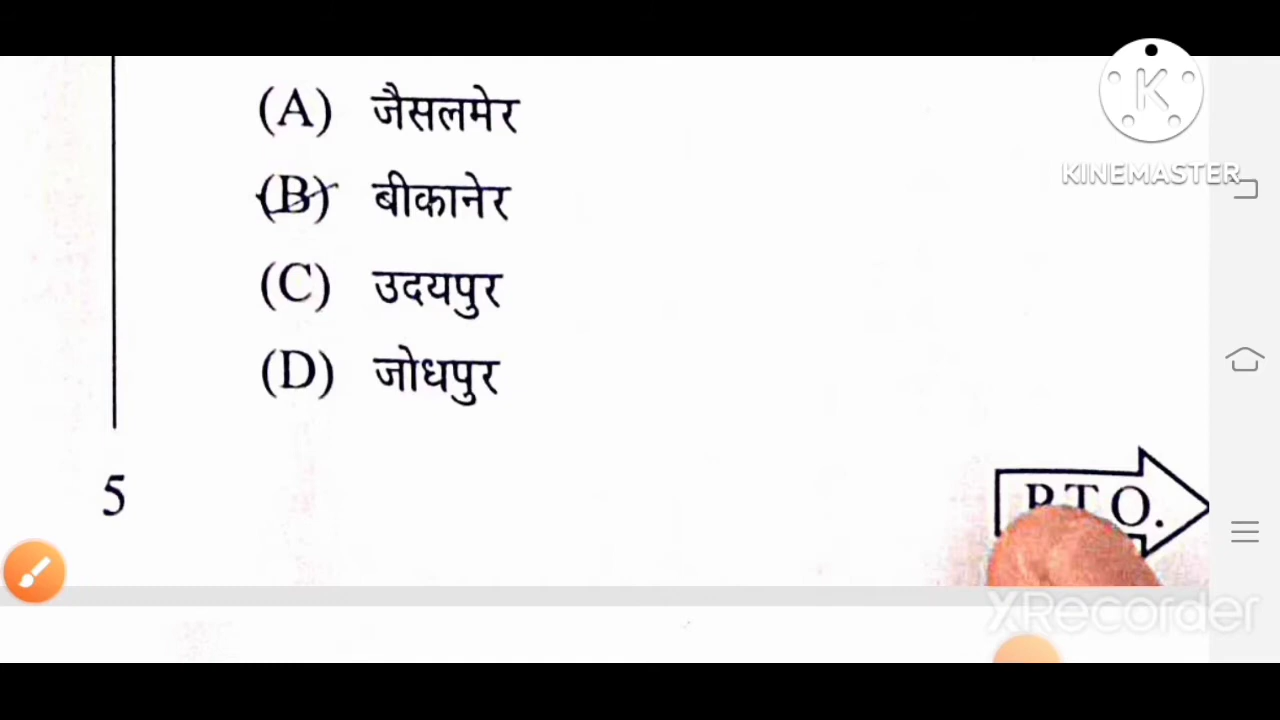 (A) जैसलमेर
K
KINEMASTER
(B) बीकानेर
(C) उदयपुर
(D) जोधपुर
5
P.T.O.
XRecorder